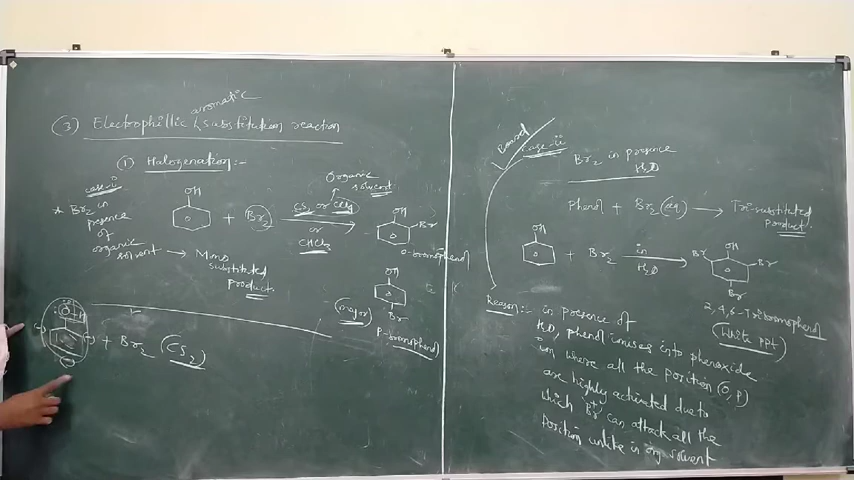 aromatic
(3) Electrophillic substitution reaction
(1) Halogenation:-
case-i
* Br2 in
presence
of
organic
solvent → Mono
substituted
product
OH
+ Br2
Organic
solvent
CS2 or CCl4
or
CHCl3
OH
Br
o-bromophenol
OH
Br
(major)
p-bromophenol
+ Br2 (CS2)
Board
case-ii
Br2 in presence
H2O
Phenol + Br2 (aq) → Tri-substituted
product
OH
+ Br2
in
H2O
OH
Br
Br
Br
2,4,6-Tribromophenol
(White PPT)
Reason:- in presence of
H2O, phenol ionises into phenoxide
ion where all the position (O, P)
are highly activated due to
which Br+ can attack all the
Position unlike in org solvent